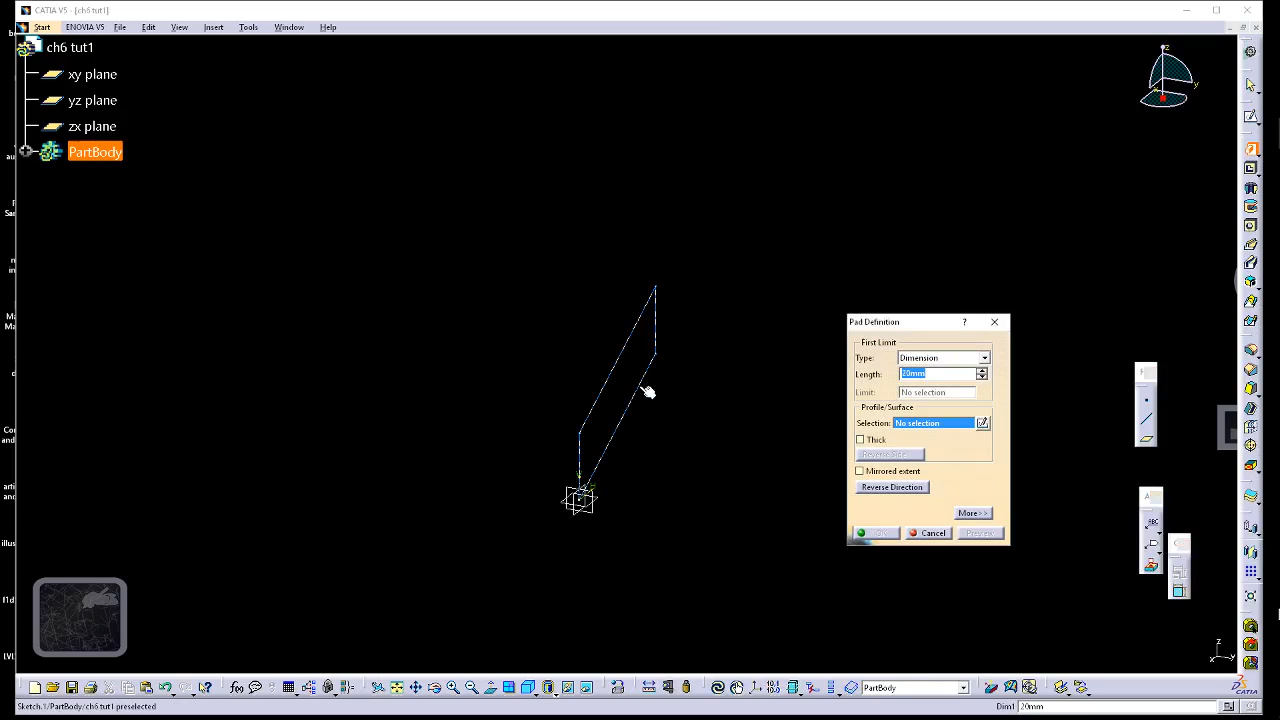 CATIA V5 - [ch6 tut1]
Start ENOVIA V5 File Edit View Insert Tools Window Help
ch6 tut1
xy plane
yz plane
zx plane
PartBody
z
y
x
Pad Definition ?
First Limit
Type: Dimension
Length: 20mm
Limit: No selection
Profile/Surface
Selection: No selection
Thick
Reverse Side
Mirrored extent
Reverse Direction
More>>
OK Cancel Preview
ABC
z
x y
f(x) 10.0 PartBody
Sketch.1/PartBody/ch6 tut1 preselected Dim1 20mm